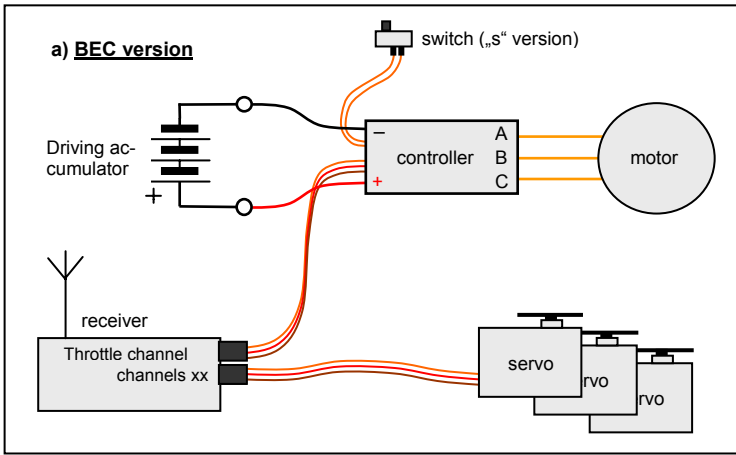 a) BEC version
switch („s“ version)
Driving ac-
cumulator
+
−
+
controller
A
B
C
motor
receiver
Throttle channel
channels xx
servo
rvo
rvo